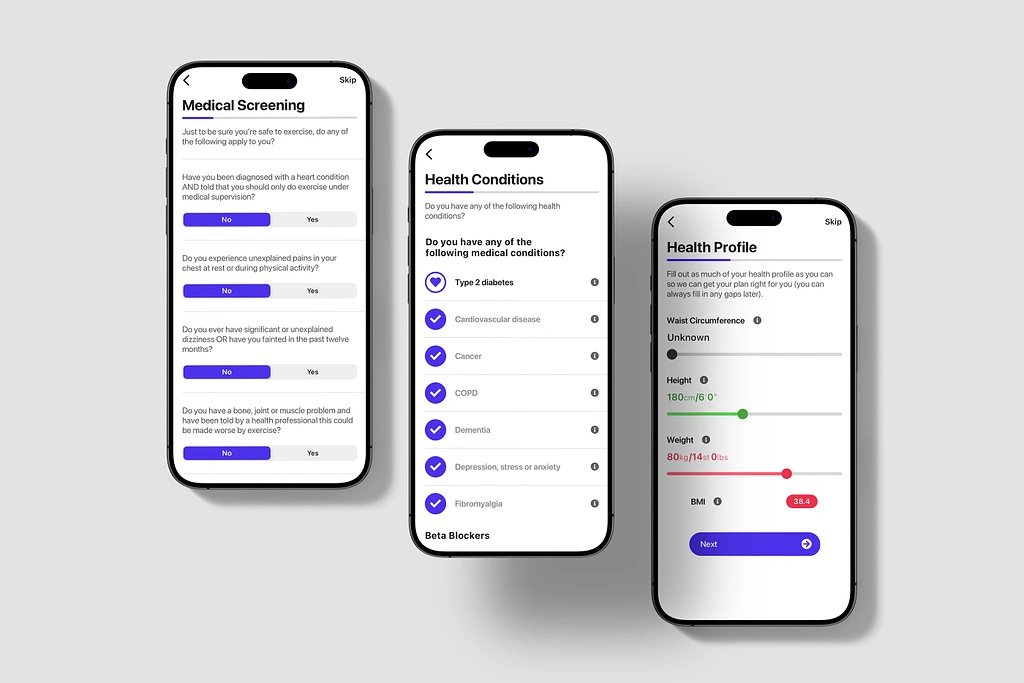 Skip
Medical Screening
Just to be sure you're safe to exercise, do any of
the following apply to you?
Have you been diagnosed with a heart condition
AND told that you should only do exercise under
medical supervision?
No Yes
Do you experience unexplained pains in your
chest at rest or during physical activity?
No Yes
Do you ever have significant or unexplained
dizziness OR have you fainted in the past twelve
months?
No Yes
Do you have a bone, joint or muscle problem and
have been told by a health professional this could
be made worse by exercise?
No Yes
Health Conditions
Do you have any of the following health
conditions?
Do you have any of the
following medical conditions?
Type 2 diabetes
Cardiovascular disease
Cancer
COPD
Dementia
Depression, stress or anxiety
Fibromyalgia
Beta Blockers
Skip
Health Profile
Fill out as much of your health profile as you can
so we can get your plan right for you (you can
always fill in any gaps later).
Waist Circumference
Unknown
Height
180cm/6'0"
Weight
80kg/14st 0lbs
BMI 38.4
Next